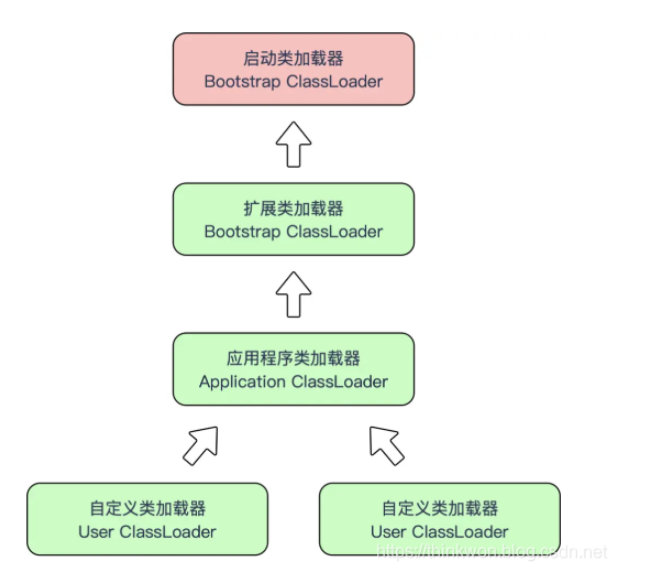 启动类加载器
Bootstrap ClassLoader
扩展类加载器
Bootstrap ClassLoader
应用程序类加载器
Application ClassLoader
自定义类加载器
User ClassLoader
自定义类加载器
User ClassLoader
https://thinkwon.blog.csdn.net